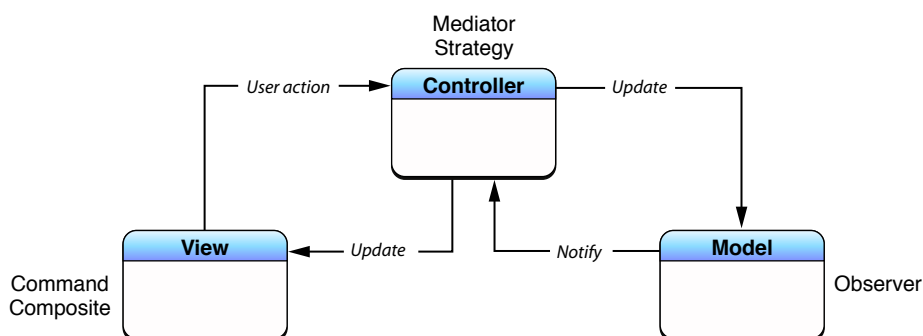 Mediator
Strategy
Controller
User action
Update
View
Update
Notify
Model
Command
Composite
Observer